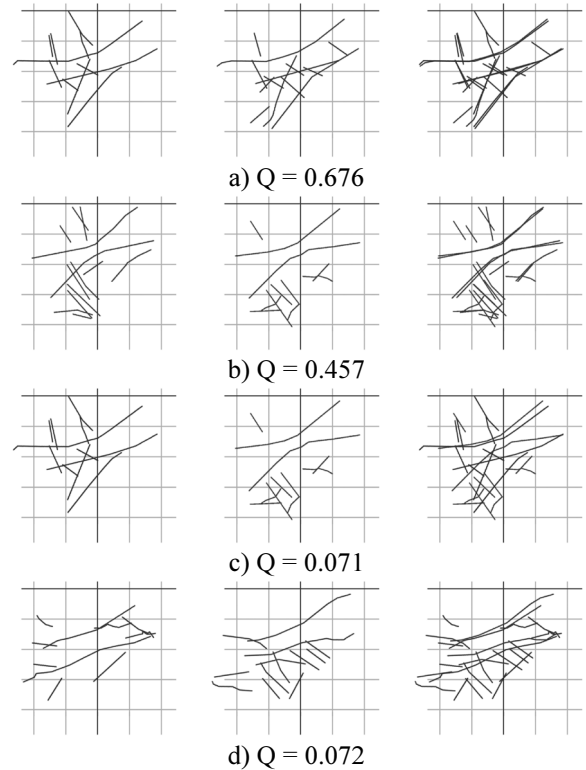 a) Q = 0.676
b) Q = 0.457
c) Q = 0.071
d) Q = 0.072